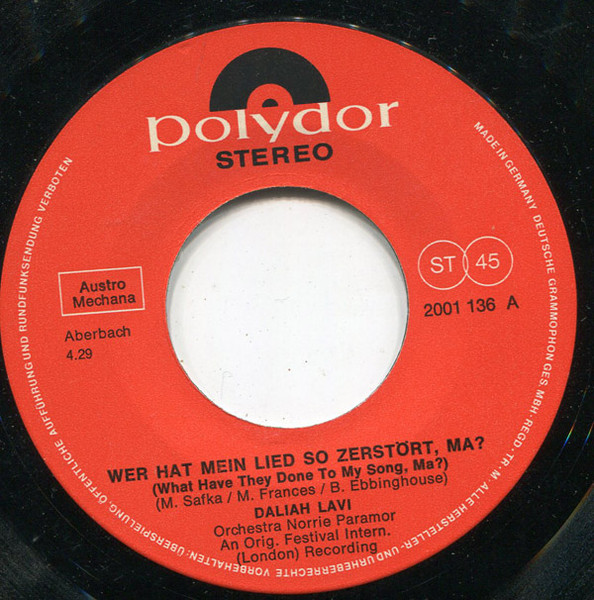 polydor
STEREO
Austro
Mechana
Aberbach
4.29
ST 45
2001 136 A
WER HAT MEIN LIED SO ZERSTÖRT, MA?
(What Have They Done To My Song, Ma?)
(M. Safka / M. Frances / B. Ebbinghouse)
DALIAH LAVI
Orchestra Norrie Paramor
An Orig. Festival Intern.
(London) Recording
MADE IN GERMANY DEUTSCHE GRAMMOPHON GES. MBH - REGD - TR - M - ALLE HERSTELLER- UND URHEBERRECHTE VORBEHALTEN: ÜBERSPIELUNG, ÖFFENTLICHE AUFFÜHRUNG UND RUNDFUNKSENDUNG VERBOTEN